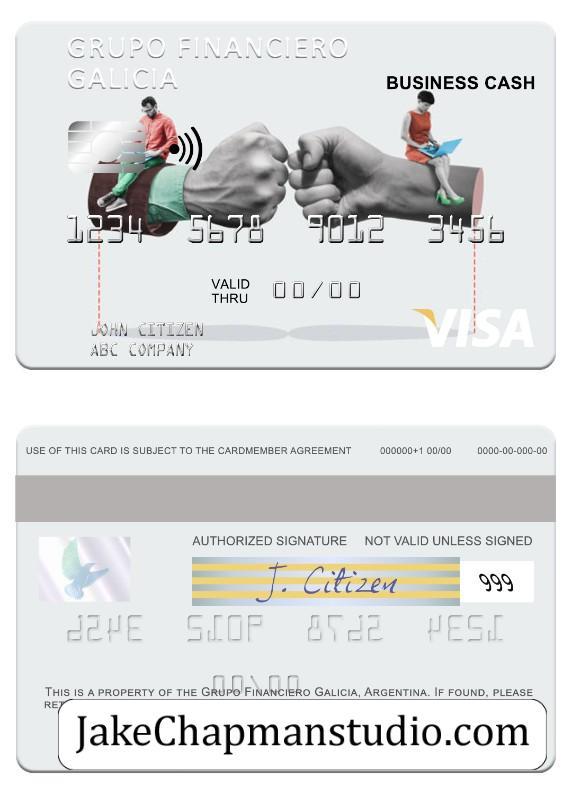 GRUPO FINANCIERO
GALICIA
BUSINESS CASH
1234 5678 9012 3456
VALID
THRU 00/00
JOHN CITIZEN
ABC COMPANY
VISA
USE OF THIS CARD IS SUBJECT TO THE CARDMEMBER AGREEMENT 000000+1 00/00 0000-00-000-00
AUTHORIZED SIGNATURE NOT VALID UNLESS SIGNED
J. Citizen 999
THIS IS A PROPERTY OF THE GRUPO FINANCIERO GALICIA, ARGENTINA. IF FOUND, PLEASE
JakeChapmanstudio.com